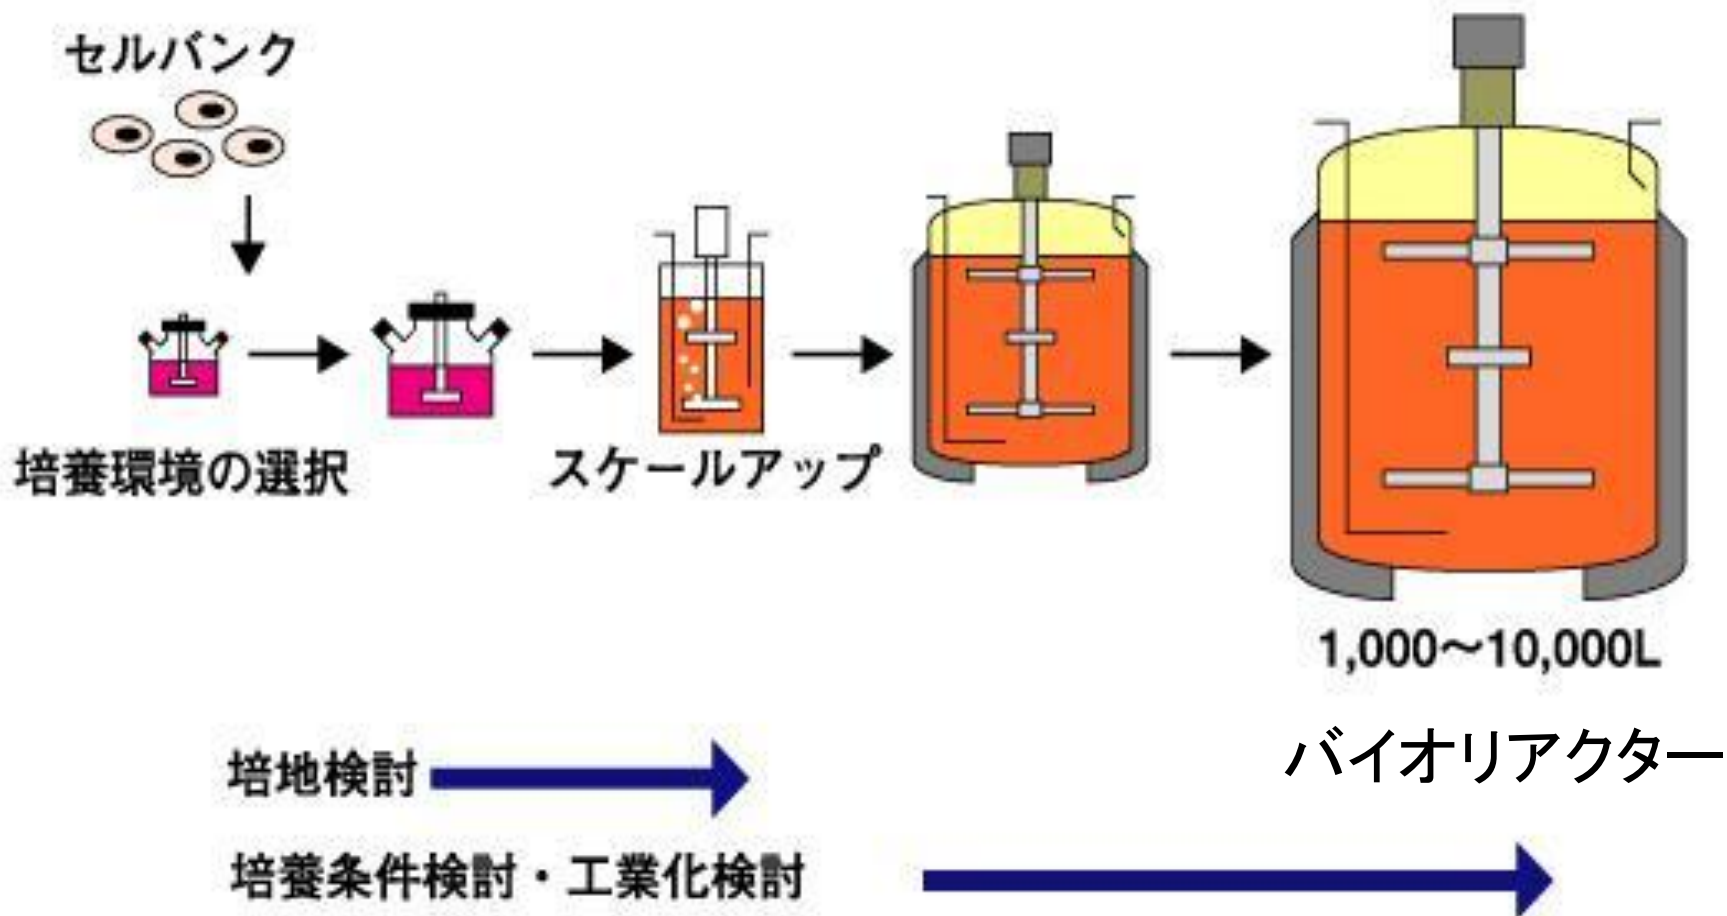 セルバンク
培養環境の選択
スケールアップ
1,000～10,000L
バイオリアクター
培地検討
培養条件検討・工業化検討